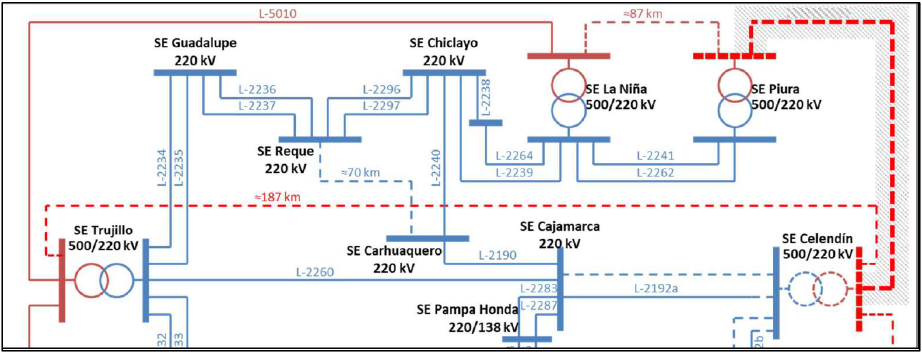 L-5010
≈87 km
SE Guadalupe
220 kV
SE Chiclayo
220 kV
L-2236
L-2237
L-2296
L-2297
L-2238
SE La Niña
500/220 kV
SE Piura
500/220 kV
SE Reque
220 kV
L-2234
L-2235
L-2240
L-2264
L-2239
L-2241
L-2262
≈70 km
≈187 km
SE Trujillo
500/220 kV
SE Carhuaquero
220 kV
SE Cajamarca
220 kV
SE Celendín
500/220 kV
L-2190
L-2260
L-2283
L-2287
L-2192a
SE Pampa Honda
220/138 kV
32
33
2b